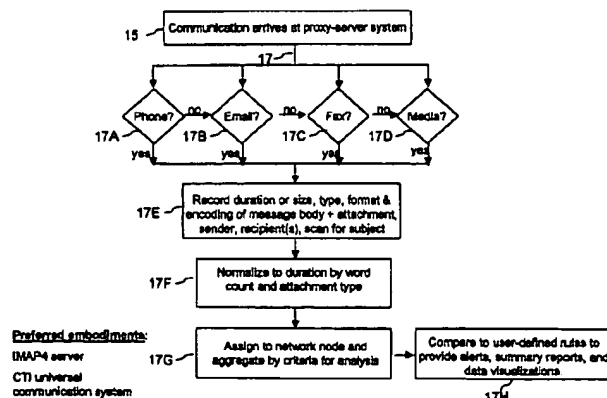 15
Communication arrives at proxy-server system
17
Phone?
no
Email?
no
Fax?
no
Media?
17A
17B
17C
17D
yes
yes
yes
yes
17E
Record duration or size, type, format &
encoding of message body + attachment,
sender, recipient(s), scan for subject
17F
Normalize to duration by word
count and attachment type
Preferred embodiments:
IMAP4 server
CTI universal
communication system
17G
Assign to network node and
aggregate by criteria for analysis
Compare to user-defined rules to
provide alerts, summary reports, and
data visualizations.
17H